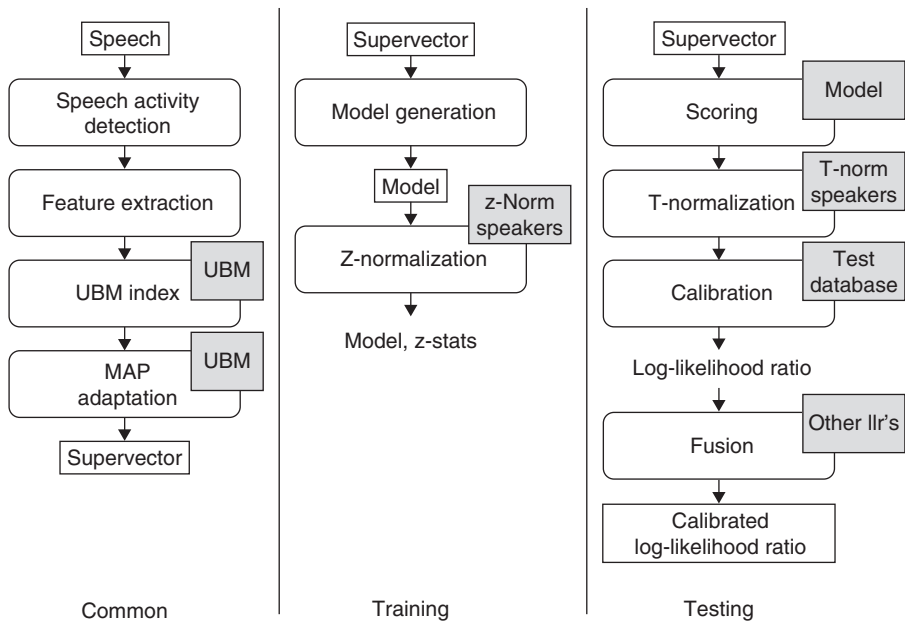 Speech
Speech activity
detection
Feature extraction
UBM
UBM index
UBM
MAP
adaptation
Supervector
Common
Supervector
Model generation
Model
z-Norm
speakers
Z-normalization
Model, z-stats
Training
Supervector
Model
Scoring
T-norm
speakers
T-normalization
Test
database
Calibration
Log-likelihood ratio
Other llr's
Fusion
Calibrated
log-likelihood ratio
Testing